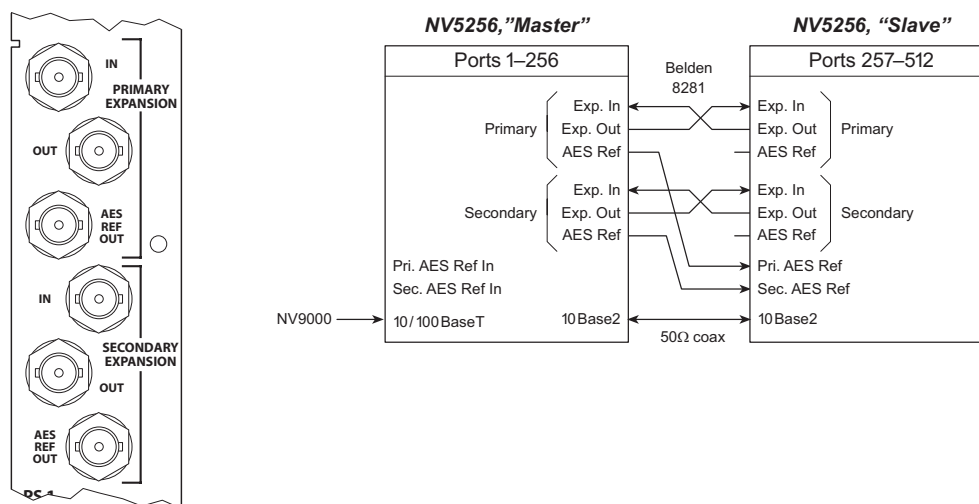 IN
PRIMARY
EXPANSION
OUT
AES
REF
OUT
IN
SECONDARY
EXPANSION
OUT
AES
REF
OUT
NV5256,”Master”
Ports 1–256
Primary
Exp. In
Exp. Out
AES Ref
Secondary
Exp. In
Exp. Out
AES Ref
Pri. AES Ref In
Sec. AES Ref In
NV9000
10/100BaseT
10Base2
Belden
8281
50Ω coax
NV5256, “Slave”
Ports 257–512
Exp. In
Exp. Out
AES Ref
Primary
Exp. In
Exp. Out
AES Ref
Secondary
Pri. AES Ref
Sec. AES Ref
10Base2